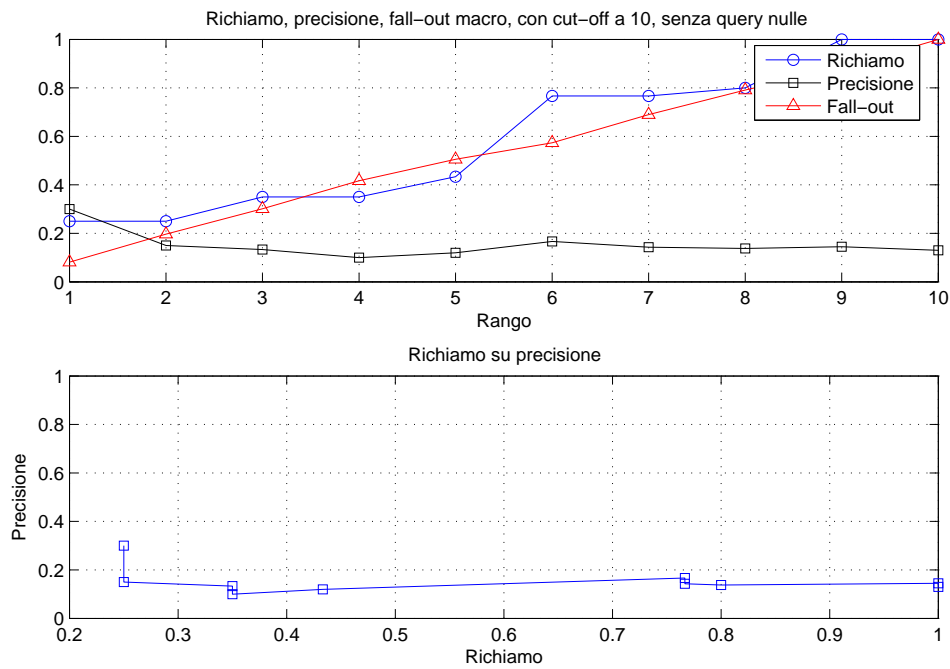 Richiamo, precisione, fall−out macro, con cut−off a 10, senza query nulle
1
0.8
0.6
0.4
0.2
0
Richiamo
Precisione
Fall−out
1 2 3 4 5 6 7 8 9 10
Rango
Richiamo su precisione
Precisione
1
0.8
0.6
0.4
0.2
0
0.2 0.3 0.4 0.5 0.6 0.7 0.8 0.9 1
Richiamo